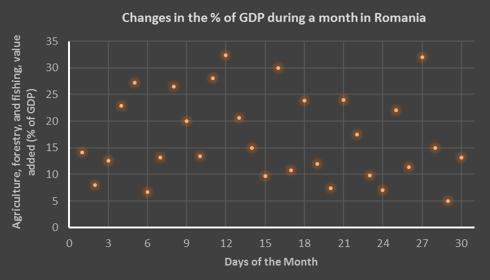 Changes in the % of GDP during a month in Romania
Agriculture, forestry, and fishing, value
added (% of GDP)
35
30
25
20
15
10
5
0
0 3 6 9 12 15 18 21 24 27 30
Days of the Month